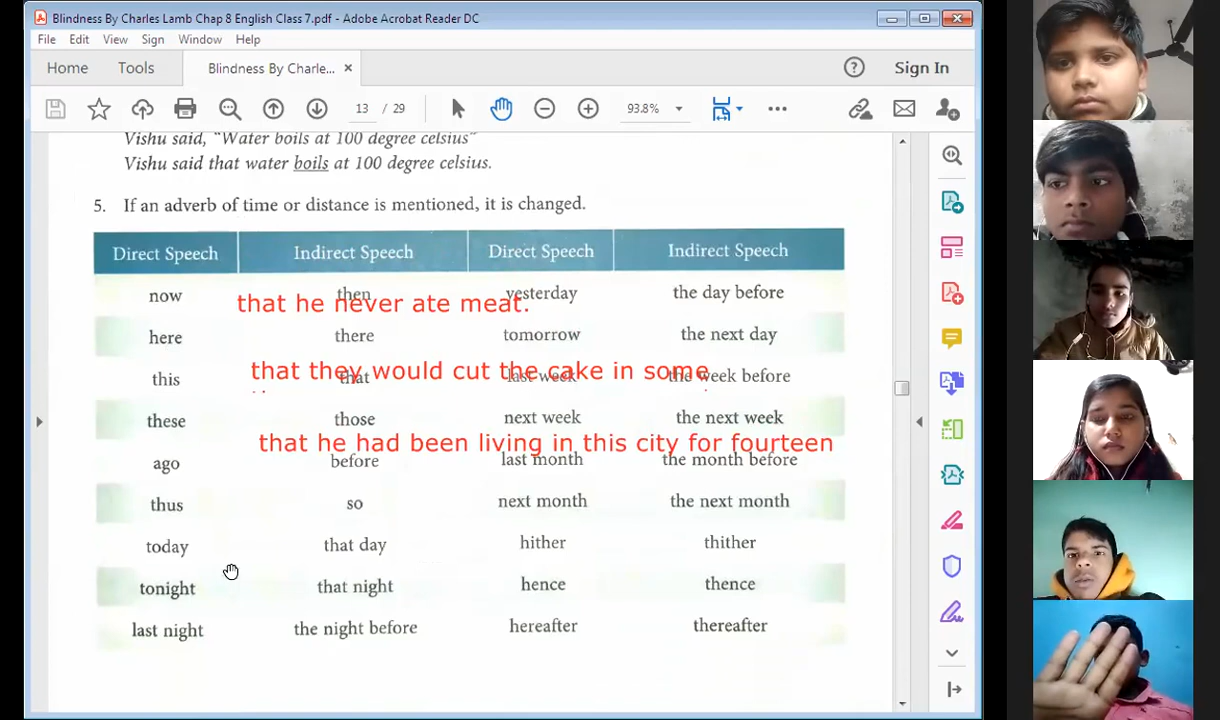 Blindness By Charles Lamb Chap 8 English Class 7.pdf - Adobe Acrobat Reader DC
File Edit View Sign Window Help
Home Tools Blindness By Charle... × Sign In
13 / 29 93.8%
Vishu said, “Water boils at 100 degree celsius”
Vishu said that water boils at 100 degree celsius.
5. If an adverb of time or distance is mentioned, it is changed.
Direct Speech Indirect Speech Direct Speech Indirect Speech
now then yesterday the day before
that he never ate meat.
here there tomorrow the next day
that they would cut the cake in some
this that last week the week before
these those next week the next week
that he had been living in this city for fourteen
ago before last month the month before
thus so next month the next month
today that day hither thither
tonight that night hence thence
last night the night before hereafter thereafter